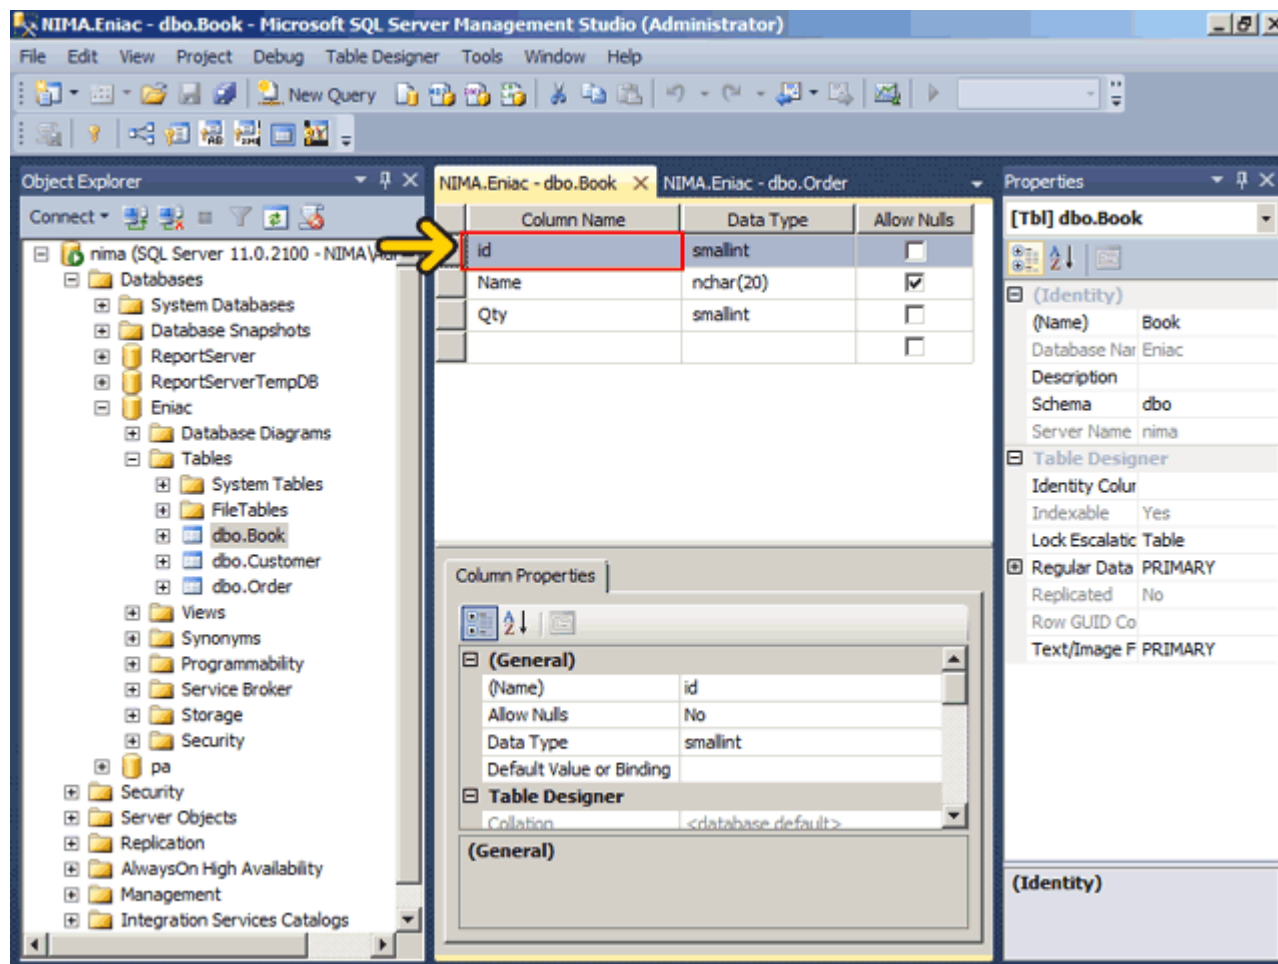 NIMA.Eniac - dbo.Book - Microsoft SQL Server Management Studio (Administrator)
File Edit View Project Debug Table Designer Tools Window Help
New Query
Object Explorer
Connect
nima (SQL Server 11.0.2100 - NIMA\
Databases
System Databases
Database Snapshots
ReportServer
ReportServerTempDB
Eniac
Database Diagrams
Tables
System Tables
FileTables
dbo.Book
dbo.Customer
dbo.Order
Views
Synonyms
Programmability
Service Broker
Storage
Security
pa
Security
Server Objects
Replication
AlwaysOn High Availability
Management
Integration Services Catalogs
NIMA.Eniac - dbo.Book NIMA.Eniac - dbo.Order
Column Name Data Type Allow Nulls
id smallint
Name nchar(20)
Qty smallint
Column Properties
(General)
(Name) id
Allow Nulls No
Data Type smallint
Default Value or Binding
Table Designer
Collation <database default>
(General)
Properties
[Tbl] dbo.Book
(Identity)
(Name) Book
Database Nar Eniac
Description
Schema dbo
Server Name nima
Table Designer
Identity Colur
Indexable Yes
Lock Escalatic Table
Regular Data PRIMARY
Replicated No
Row GUID Co
Text/Image F PRIMARY
(Identity)